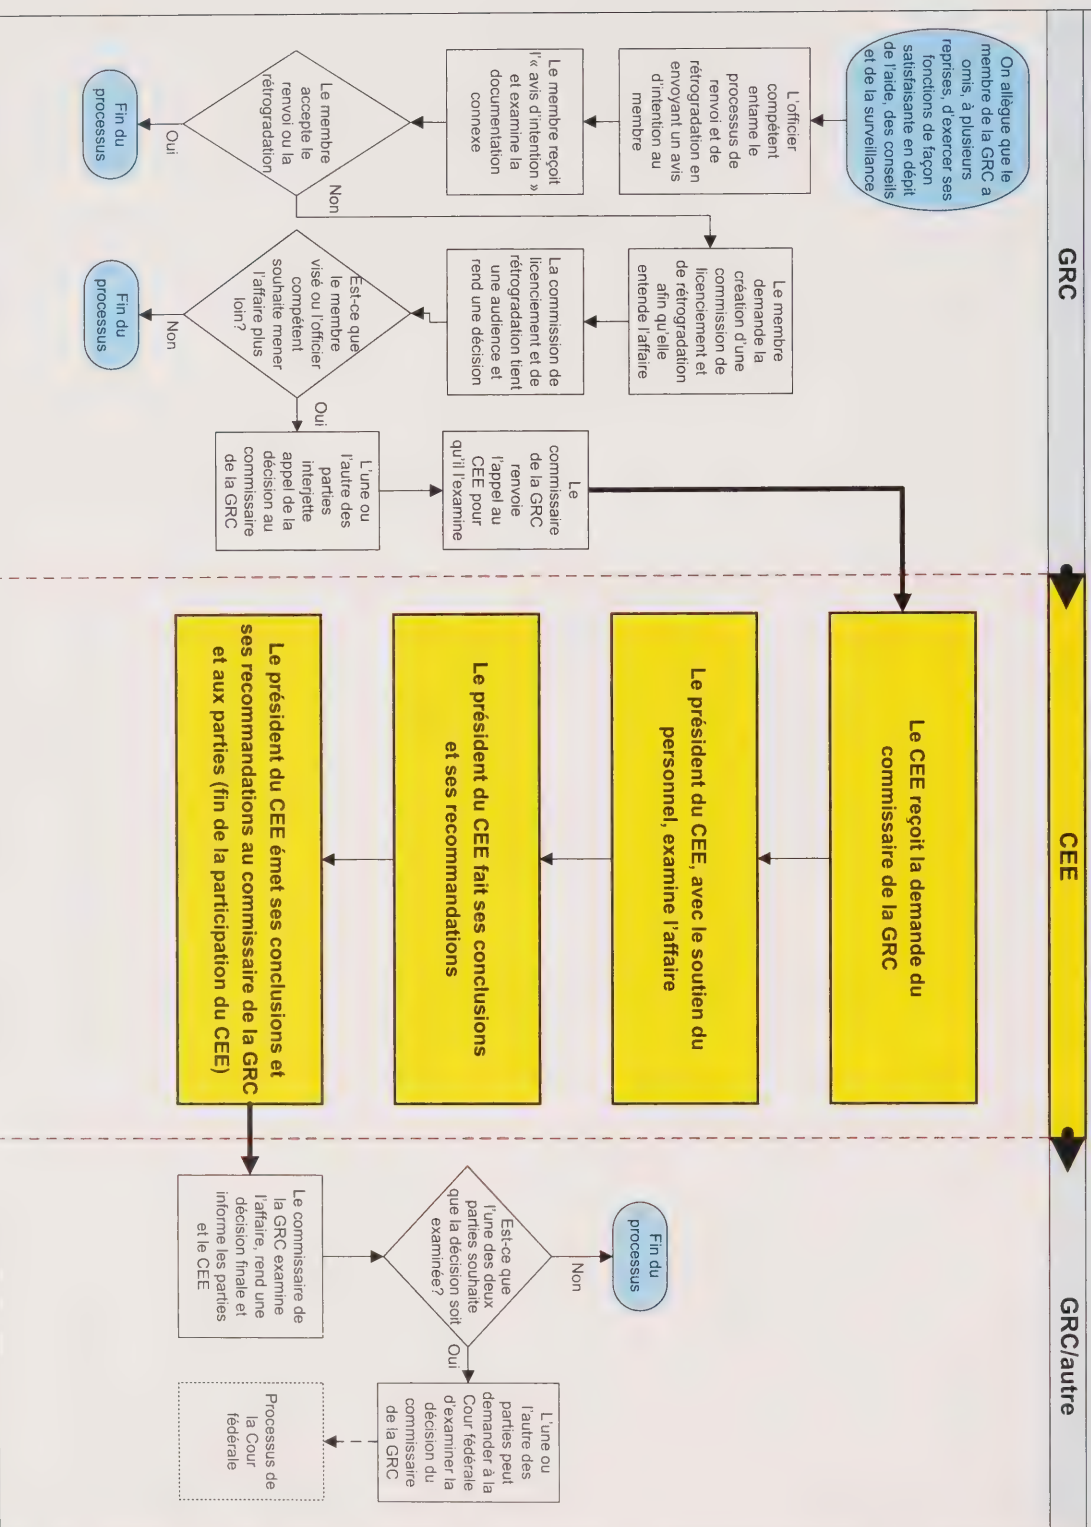 GRC
CEE
GRC/autre
On allègue que le
membre de la GRC a
omis, à plusieurs
reprises, d'exercer ses
fonctions de façon
satisfaisante en dépit
de l'aide, des conseils
et de la surveillance
L'officier
compétent
entame le
processus de
renvoi et de
rétrogradation en
envoyant un avis
d'intention au
membre
Le membre reçoit
l'« avis d'intention »
et examine la
documentation
connexe
Le membre
accepte le
renvoi ou la
rétrogradation
Oui
Fin du
processus
Non
Le membre
demande la
création d'une
commission de
licenciement et
de rétrogradation
afin qu'elle
entende l'affaire
La commission de
licenciement et de
rétrogradation tient
une audience et
rend une décision
Est-ce que
le membre
visé ou l'officier
compétent
souhaite mener
l'affaire plus
loin?
Non
Fin du
processus
Oui
L'une ou
l'autre des
parties
interjette
appel de la
décision au
commissaire
de la GRC
Le
commissaire
de la GRC
renvoie
l'appel au
CEE pour
qu'il l'examine
Le CEE reçoit la demande du
commissaire de la GRC
Le président du CEE, avec le soutien du
personnel, examine l'affaire
Le président du CEE fait ses conclusions
et ses recommandations
Le président du CEE émet ses conclusions et
ses recommandations au commissaire de la GRC
et aux parties (fin de la participation du CEE)
Le commissaire de
la GRC examine
l'affaire, rend une
décision finale et
informe les parties
et le CEE
Est-ce que
l'une des deux
parties souhaite
que la décision soit
examinée?
Non
Fin du
processus
Oui
L'une ou
l'autre des
parties peut
demander à la
Cour fédérale
d'examiner la
décision du
commissaire
de la GRC
Processus de
la Cour
fédérale